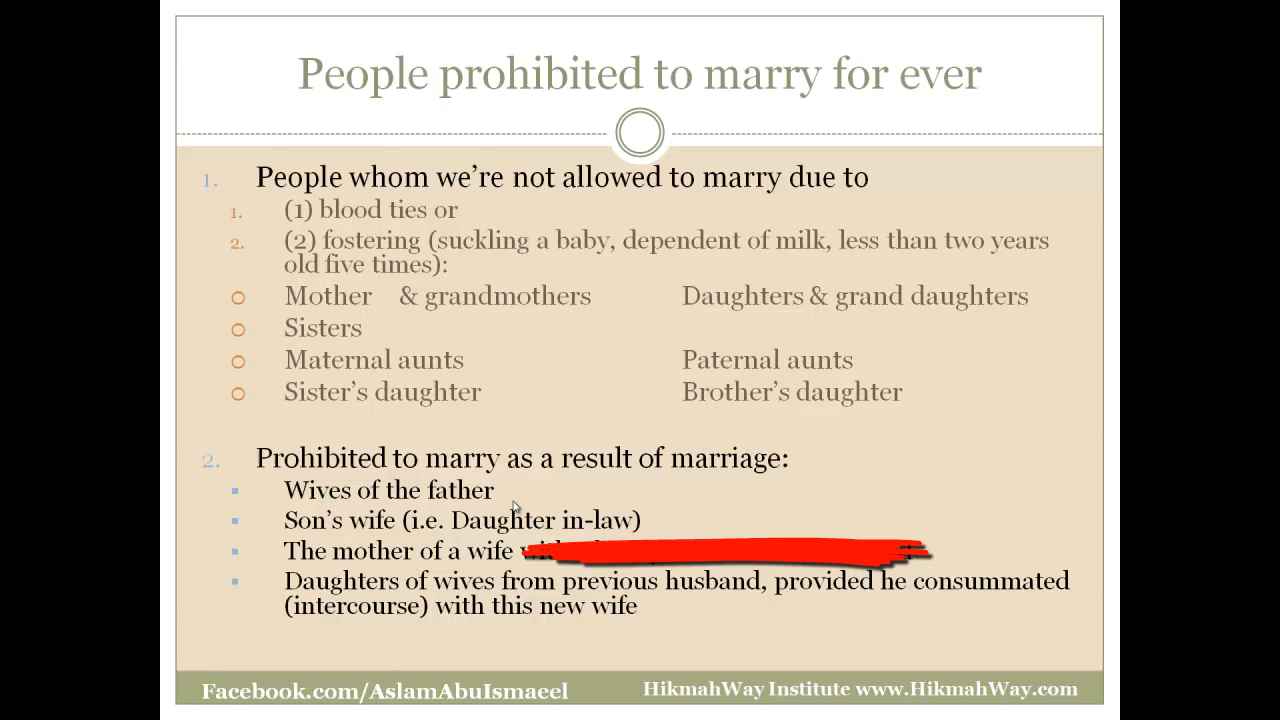 People prohibited to marry for ever
1. People whom we're not allowed to marry due to
1. (1) blood ties or
2. (2) fostering (suckling a baby, dependent of milk, less than two years
old five times):
Mother & grandmothers Daughters & grand daughters
Sisters
Maternal aunts Paternal aunts
Sister's daughter Brother's daughter
2. Prohibited to marry as a result of marriage:
Wives of the father
Son's wife (i.e. Daughter in-law)
The mother of a wife
Daughters of wives from previous husband, provided he consummated
(intercourse) with this new wife
Facebook.com/AslamAbuIsmaeel HikmahWay Institute www.HikmahWay.com